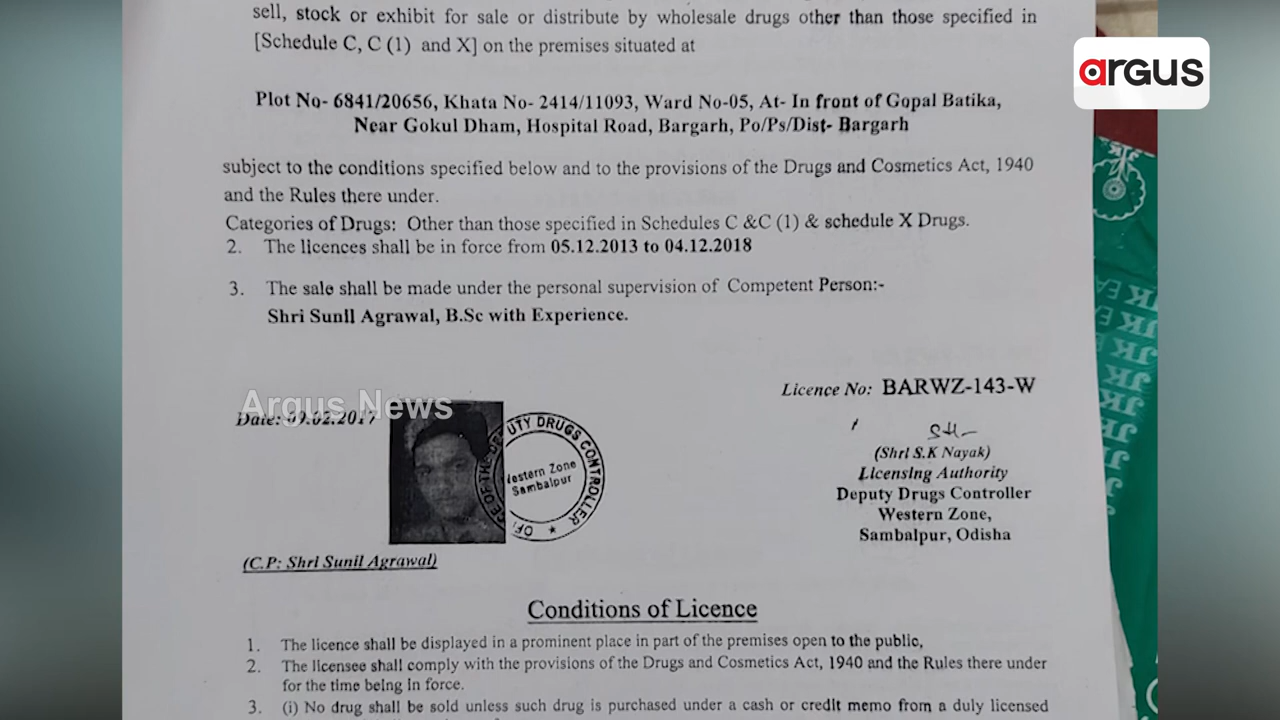 sell, stock or exhibit for sale or distribute by wholesale drugs other than those specified in
[Schedule C, C (1) and X] on the premises situated at
argus
Plot No- 6841/20656, Khata No- 2414/11093, Ward No-05, At- In front of Gopal Batika,
Near Gokul Dham, Hospital Road, Bargarh, Po/Ps/Dist- Bargarh
subject to the conditions specified below and to the provisions of the Drugs and Cosmetics Act, 1940
and the Rules there under.
Categories of Drugs: Other than those specified in Schedules C &C (1) & schedule X Drugs.
2. The licences shall be in force from 05.12.2013 to 04.12.2018
3. The sale shall be made under the personal supervision of Competent Person:-
Shri Sunil Agrawal, B.Sc with Experience.
Licence No: BARWZ-143-W
Argus News
Date: 09.02.2017
UTY DRUGS CONTROLLER
Western Zone
Sambalpur
(Shri S.K Nayak)
Licensing Authority
Deputy Drugs Controller
Western Zone,
Sambalpur, Odisha
(C.P: Shri Sunil Agrawal)
Conditions of Licence
1. The licence shall be displayed in a prominent place in part of the premises open to the public,
2. The licensee shall comply with the provisions of the Drugs and Cosmetics Act, 1940 and the Rules there under
for the time being in force.
3. (i) No drug shall be sold unless such drug is purchased under a cash or credit memo from a duly licensed